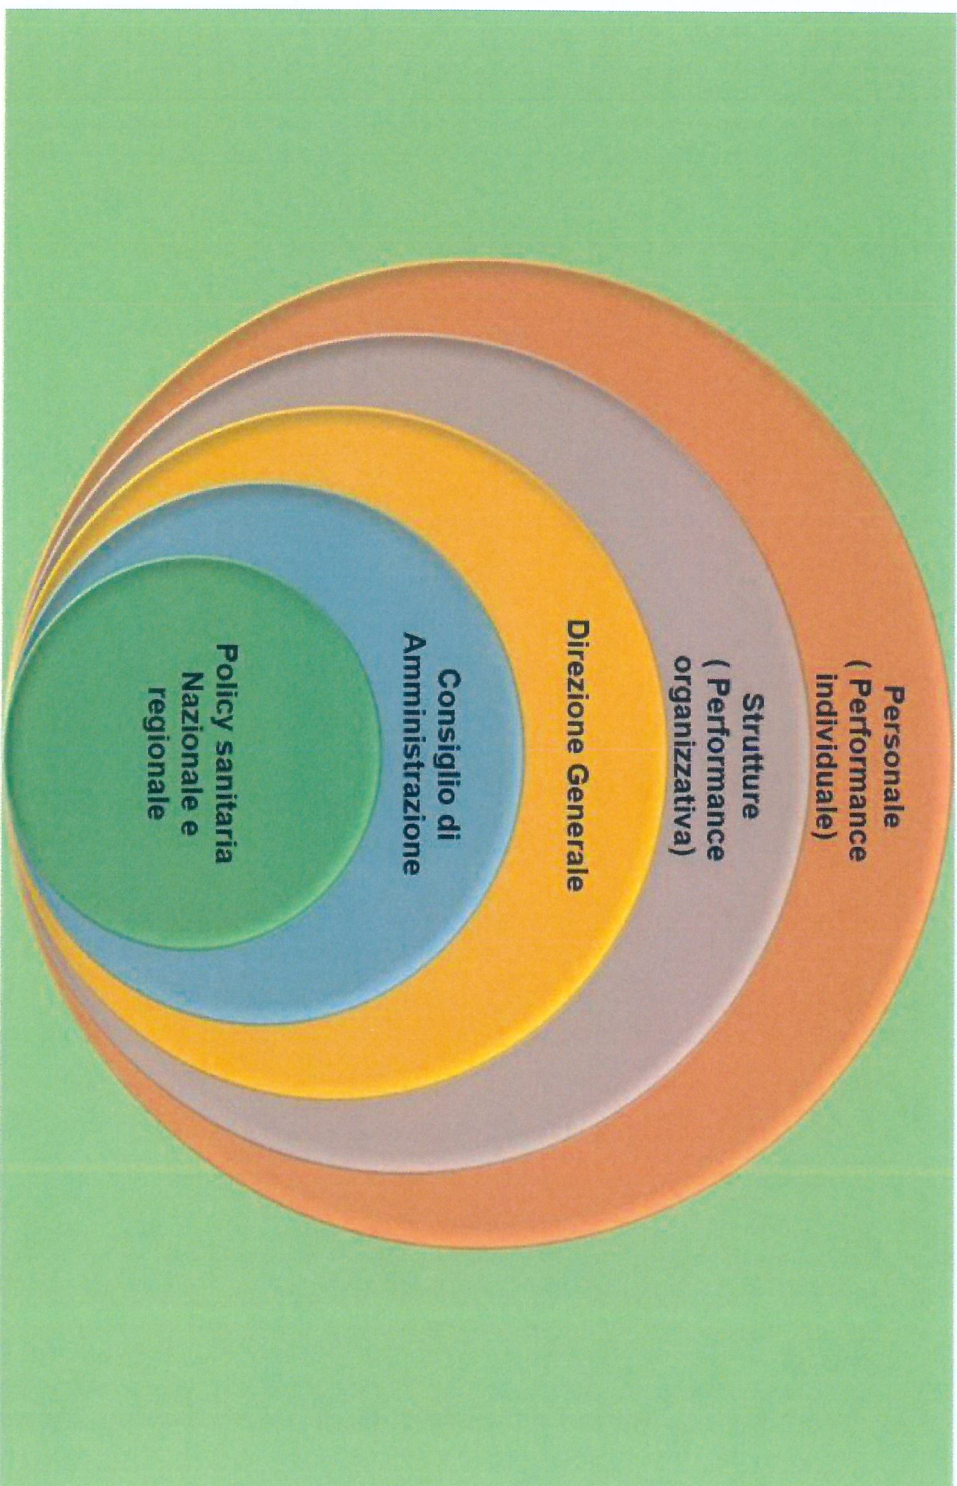 Personale
( Performance
individuale)
Strutture
( Performance
organizzativa)
Direzione Generale
Consiglio di
Amministrazione
Policy sanitaria
Nazionale e
regionale